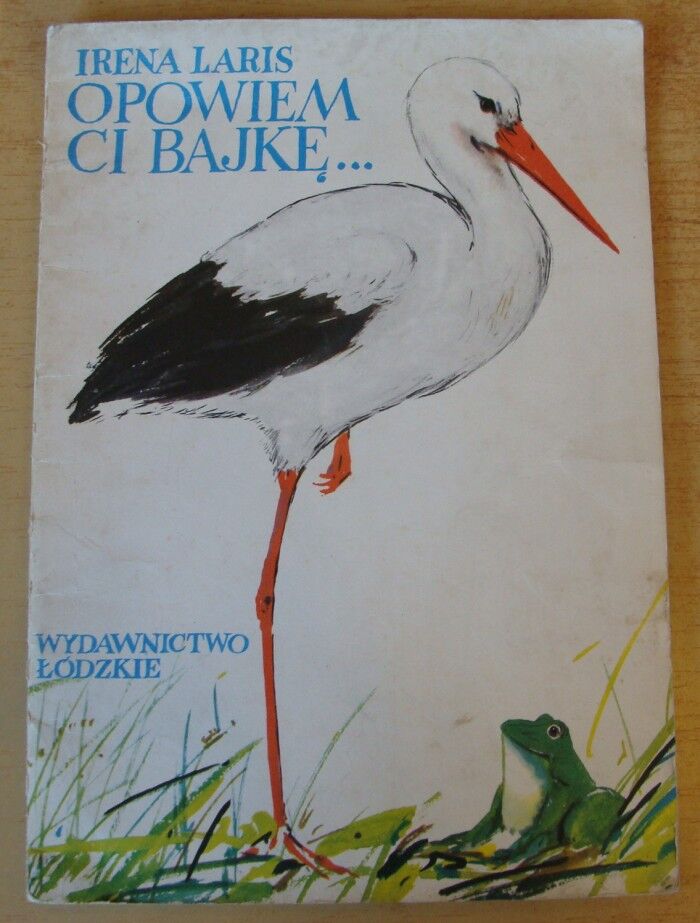 IRENA LARIS
OPOWIEM
CI BAJKĘ...
WYDAWNICTWO
ŁÓDZKIE